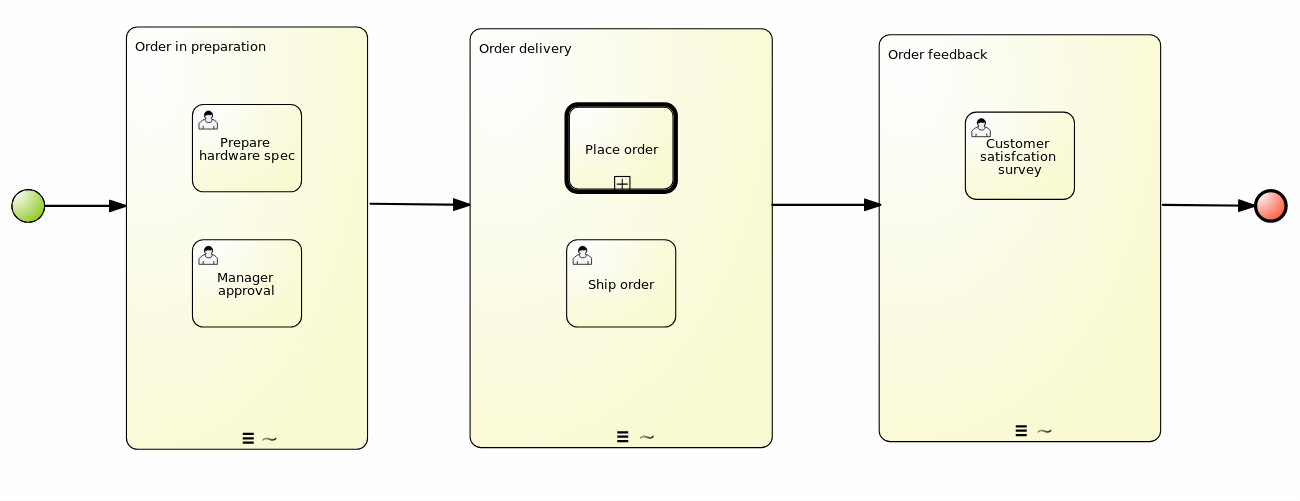 Order in preparation
Prepare
hardware spec
Manager
approval
Order delivery
Place order
Ship order
Order feedback
Customer
satisfcation
survey